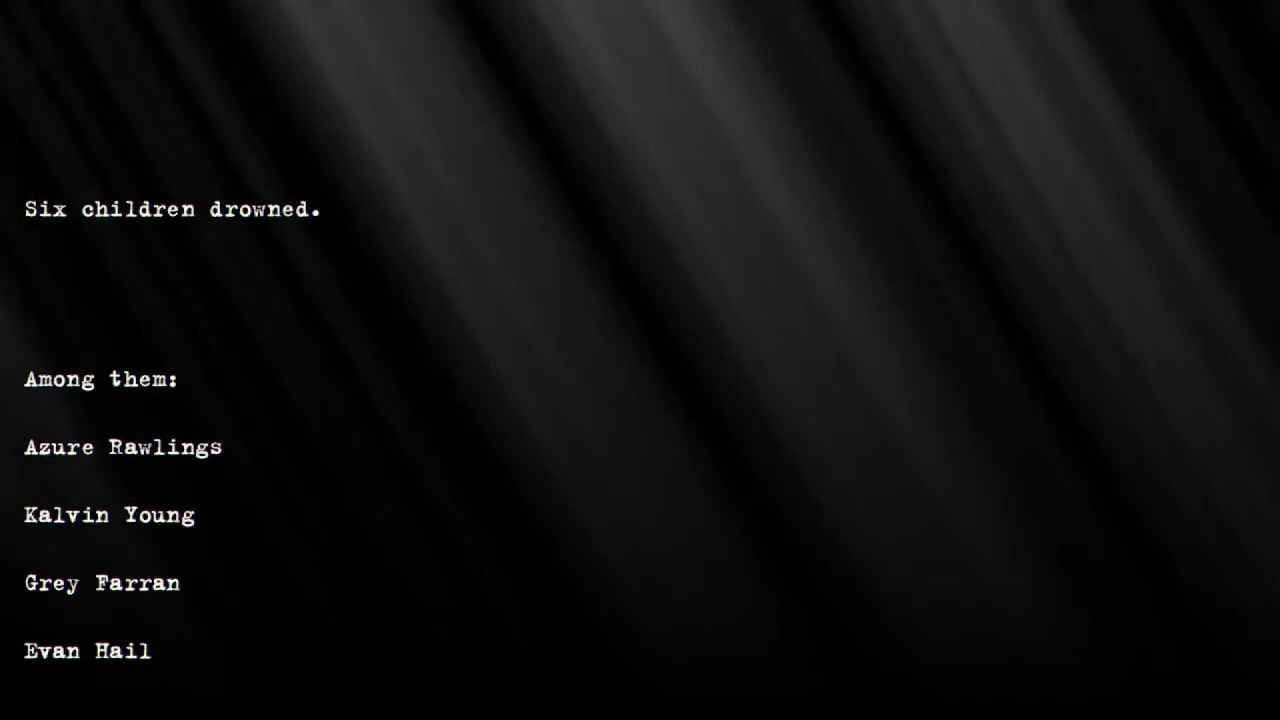 Six children drowned.
Among them:
Azure Rawlings
Kalvin Young
Grey Farran
Evan Hail